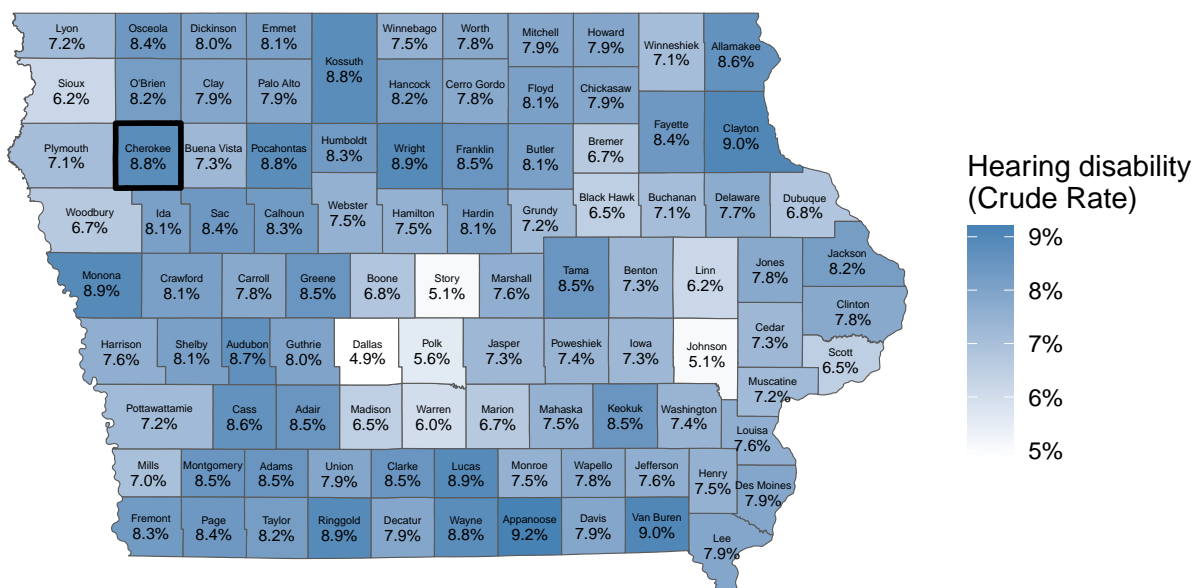 Lyon
7.2%
Osceola
8.4%
Dickinson
8.0%
Emmet
8.1%
Kossuth
8.8%
Winnebago
7.5%
Worth
7.8%
Mitchell
7.9%
Howard
7.9%
Winneshiek
7.1%
Allamakee
8.6%
Sioux
6.2%
O'Brien
8.2%
Clay
7.9%
Palo Alto
7.9%
Hancock
8.2%
Cerro Gordo
7.8%
Floyd
8.1%
Chickasaw
7.9%
Fayette
8.4%
Clayton
9.0%
Plymouth
7.1%
Cherokee
8.8%
Buena Vista
7.3%
Pocahontas
8.8%
Humboldt
8.3%
Wright
8.9%
Franklin
8.5%
Butler
8.1%
Bremer
6.7%
Woodbury
6.7%
Ida
8.1%
Sac
8.4%
Calhoun
8.3%
Webster
7.5%
Hamilton
7.5%
Hardin
8.1%
Grundy
7.2%
Black Hawk
6.5%
Buchanan
7.1%
Delaware
7.7%
Dubuque
6.8%
Monona
8.9%
Crawford
8.1%
Carroll
7.8%
Greene
8.5%
Boone
6.8%
Story
5.1%
Marshall
7.6%
Tama
8.5%
Benton
7.3%
Linn
6.2%
Jones
7.8%
Jackson
8.2%
Clinton
7.8%
Harrison
7.6%
Shelby
8.1%
Audubon
8.7%
Guthrie
8.0%
Dallas
4.9%
Polk
5.6%
Jasper
7.3%
Poweshiek
7.4%
Iowa
7.3%
Johnson
5.1%
Cedar
7.3%
Scott
6.5%
Muscatine
7.2%
Pottawattamie
7.2%
Cass
8.6%
Adair
8.5%
Madison
6.5%
Warren
6.0%
Marion
6.7%
Mahaska
7.5%
Keokuk
8.5%
Washington
7.4%
Louisa
7.6%
Mills
7.0%
Montgomery
8.5%
Adams
8.5%
Union
7.9%
Clarke
8.5%
Lucas
8.9%
Monroe
7.5%
Wapello
7.8%
Jefferson
7.6%
Henry
7.5%
Des Moines
7.9%
Fremont
8.3%
Page
8.4%
Taylor
8.2%
Ringgold
8.9%
Decatur
7.9%
Wayne
8.8%
Appanoose
9.2%
Davis
7.9%
Van Buren
9.0%
Lee
7.9%
Hearing disability
(Crude Rate)
9%
8%
7%
6%
5%